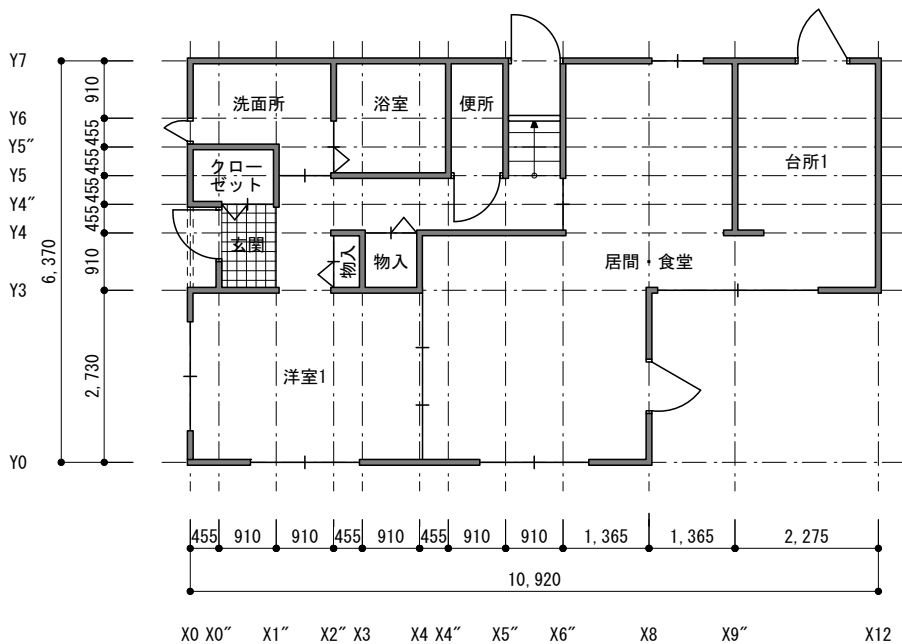 Y7
Y6
Y5″
Y5
Y4″
Y4
Y3
Y0
6,370
910
455
455
455
455
910
2,730
洗面所
浴室
便所
台所1
クロー
ゼット
玄関
物入
物入
居間・食堂
洋室1
455
910
910
455
910
455
910
910
1,365
1,365
2,275
10,920
X0 X0″ X1″ X2″ X3 X4 X4″ X5″ X6″ X8 X9″ X12